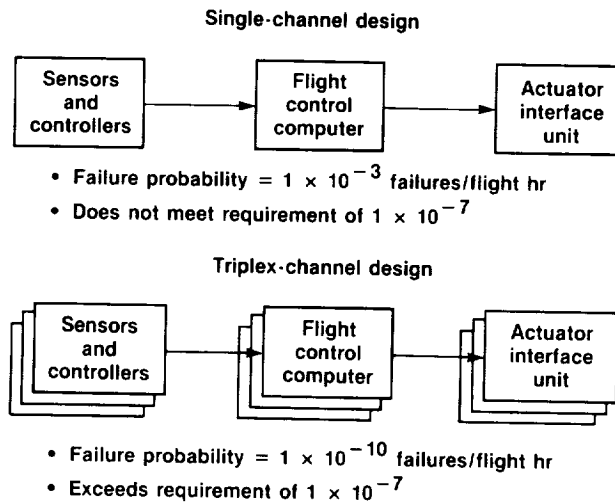 Single-channel design
Sensors
and
controllers
Flight
control
computer
Actuator
interface
unit
• Failure probability = 1 × 10⁻³ failures/flight hr
• Does not meet requirement of 1 × 10⁻⁷
Triplex-channel design
Sensors
and
controllers
Flight
control
computer
Actuator
interface
unit
• Failure probability = 1 × 10⁻¹⁰ failures/flight hr
• Exceeds requirement of 1 × 10⁻⁷